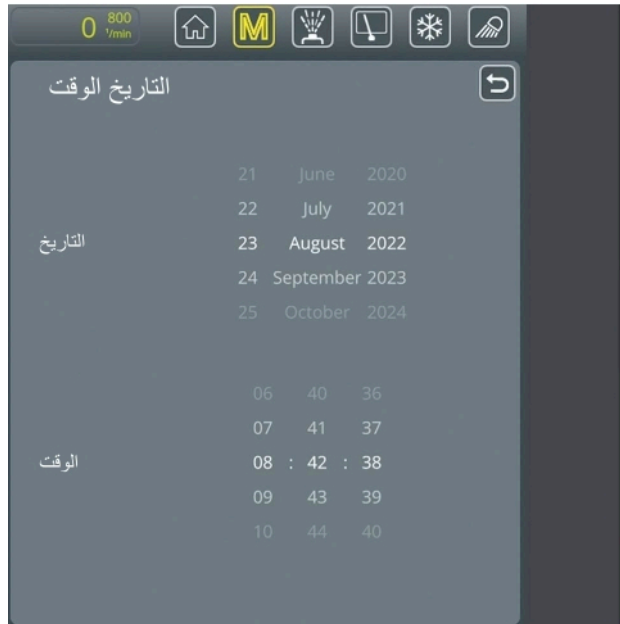 0 800 1/min M
التاريخ الوقت
21 June 2020
22 July 2021
التاريخ 23 August 2022
24 September 2023
25 October 2024
06 40 36
07 41 37
الوقت 08 : 42 : 38
09 43 39
10 44 40